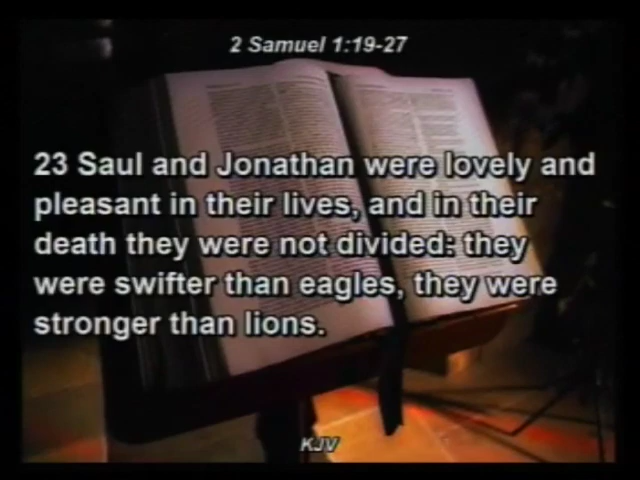 2 Samuel 1:19-27
23 Saul and Jonathan were lovely and
pleasant in their lives, and in their
death they were not divided: they
were swifter than eagles, they were
stronger than lions.
KJV